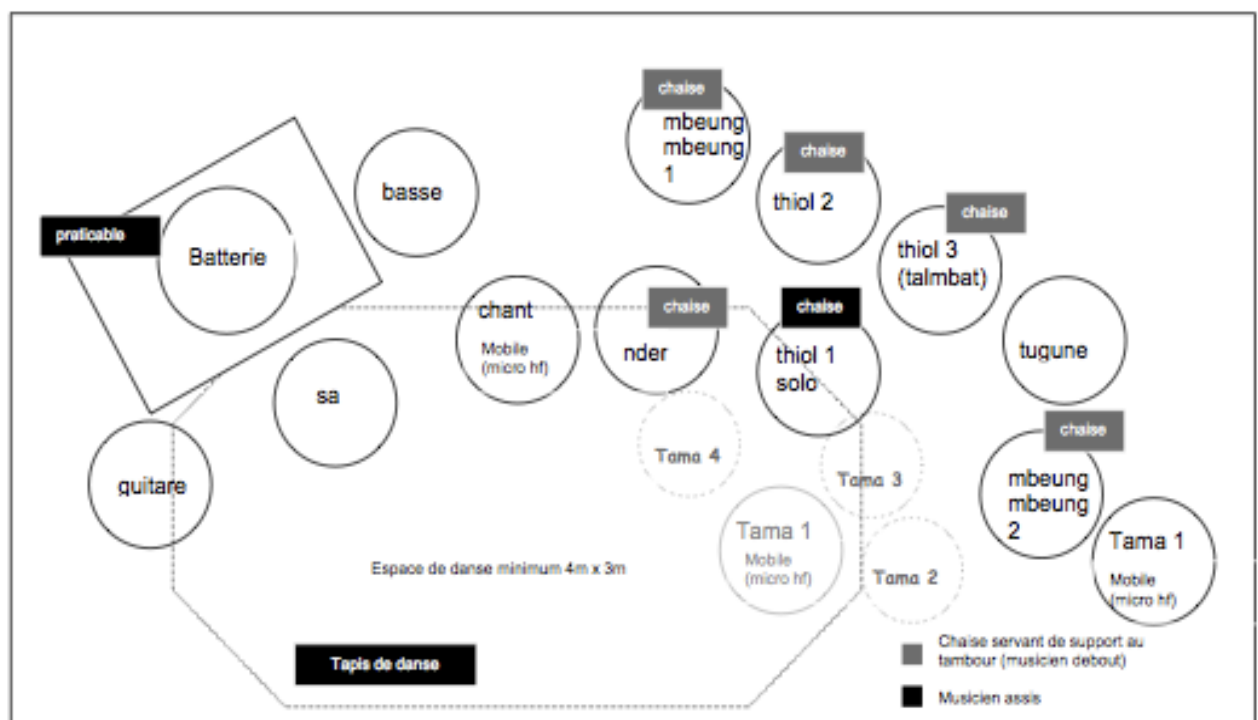 chaise
mbeung
mbeung
1
chaise
thiol 2
basse
chaise
praticable
Batterie
thiol 3
(talmbat)
chant
Mobile
(micro hf)
chaise
nder
chaise
thiol 1
solo
tugune
sa
chaise
guitare
Tama 4
Tama 3
mbeung
mbeung
2
Tama 1
Mobile
(micro hf)
Tama 1
Mobile
(micro hf)
Espace de danse minimum 4m x 3m
Tama 2
Tapis de danse
Chaise servant de support au
tambour (musicien debout)
Musicien assis